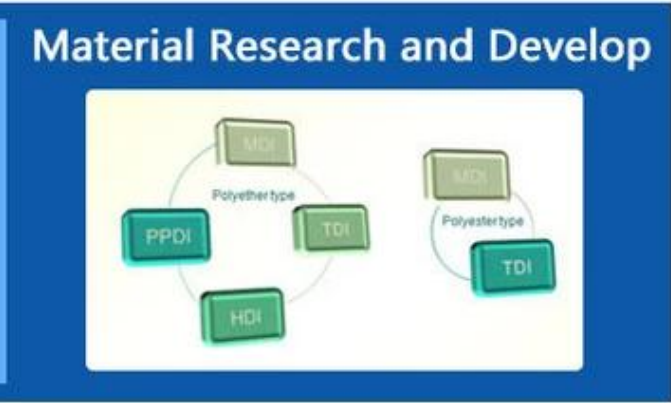 Material Research and Develop
MDI
Polyether type
PPDI
TDI
HDI
MDI
Polyester type
TDI